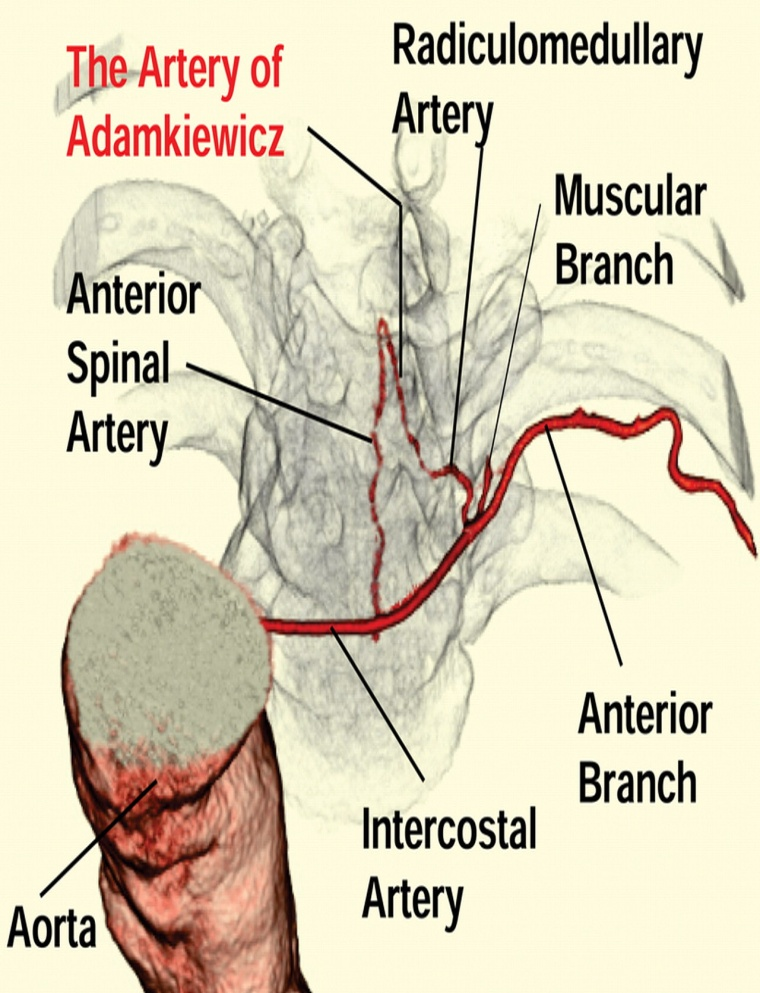 The Artery of
Adamkiewicz
Radiculomedullary
Artery
Muscular
Branch
Anterior
Spinal
Artery
Anterior
Branch
Intercostal
Artery
Aorta